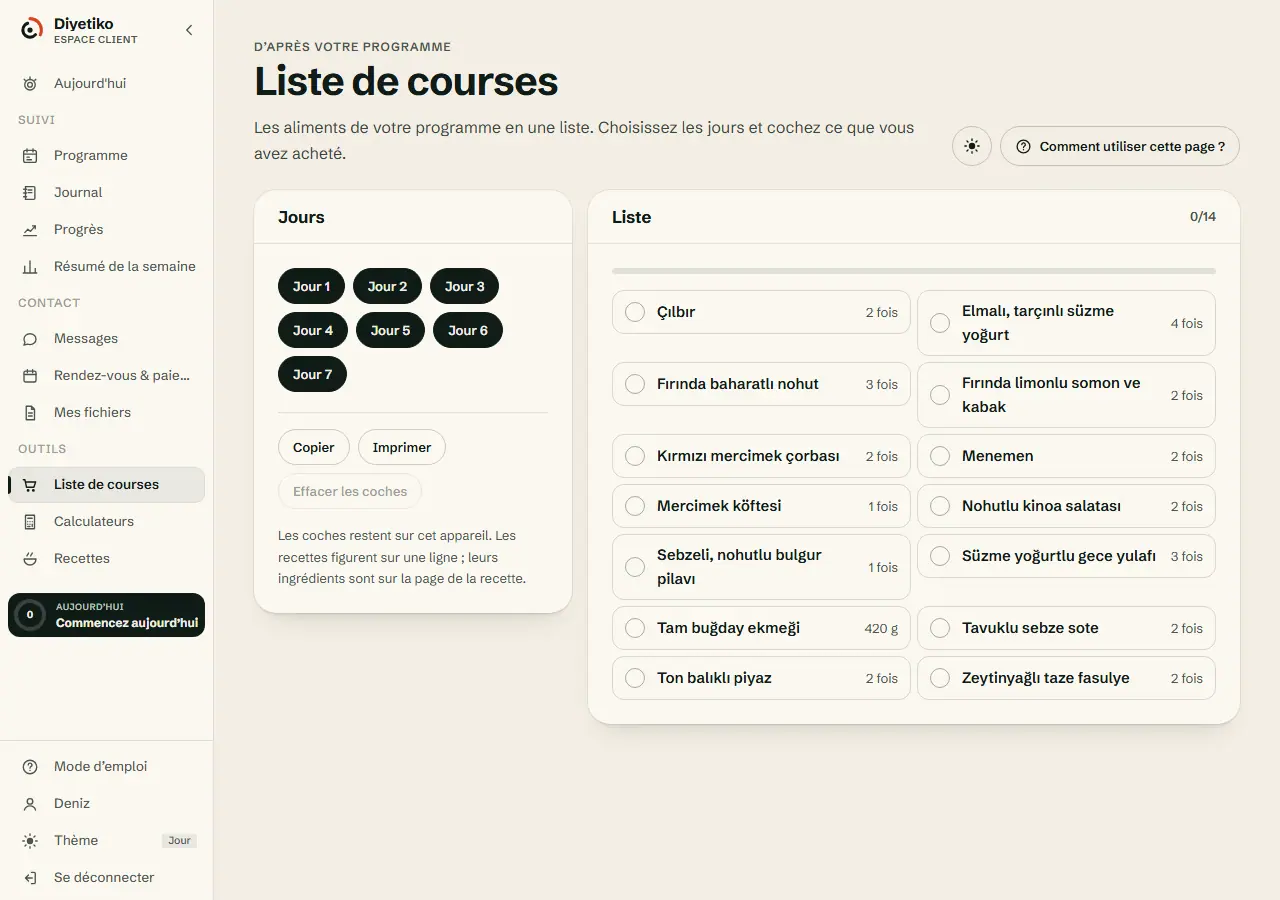 Diyetiko
ESPACE CLIENT
Aujourd'hui
SUIVI
Programme
Journal
Progrès
Résumé de la semaine
CONTACT
Messages
Rendez-vous & paie...
Mes fichiers
OUTILS
Liste de courses
Calculateurs
Recettes
0
AUJOURD'HUI
Commencez aujourd'hui
Mode d'emploi
Deniz
Thème
Jour
Se déconnecter
D'APRÈS VOTRE PROGRAMME
Liste de courses
Les aliments de votre programme en une liste. Choisissez les jours et cochez ce que vous
avez acheté.
Comment utiliser cette page ?
Jours
Jour 1
Jour 2
Jour 3
Jour 4
Jour 5
Jour 6
Jour 7
Copier
Imprimer
Effacer les coches
Les coches restent sur cet appareil. Les
recettes figurent sur une ligne ; leurs
ingrédients sont sur la page de la recette.
Liste
0/14
Çılbır
2 fois
Elmalı, tarçınlı süzme
yoğurt
4 fois
Fırında baharatlı nohut
3 fois
Fırında limonlu somon ve
kabak
2 fois
Kırmızı mercimek çorbası
2 fois
Menemen
2 fois
Mercimek köftesi
1 fois
Nohutlu kinoa salatası
2 fois
Sebzeli, nohutlu bulgur
pilavı
1 fois
Süzme yoğurtlu gece yulafı
3 fois
Tam buğday ekmeği
420 g
Tavuklu sebze sote
2 fois
Ton balıklı piyaz
2 fois
Zeytinyağlı taze fasulye
2 fois